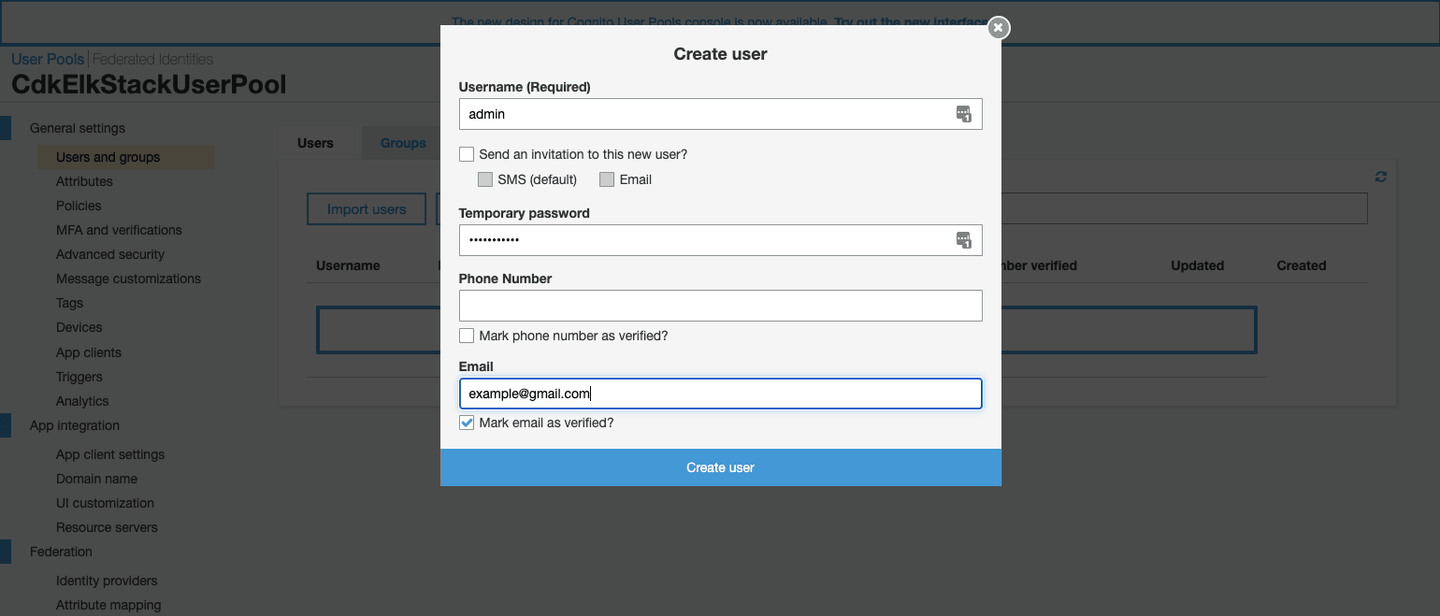 The new design for Cognito User Pools console is now available. Try out the new interface
User Pools | Federated Identities
CdkElkStackUserPool
General settings
Users and groups
Attributes
Policies
MFA and verifications
Advanced security
Message customizations
Tags
Devices
App clients
Triggers
Analytics
App integration
App client settings
Domain name
UI customization
Resource servers
Federation
Identity providers
Attribute mapping
Users Groups
Import users
Username
mber verified Updated Created
Create user
Username (Required)
admin
Send an invitation to this new user?
SMS (default) Email
Temporary password
•••••••••••
Phone Number
Mark phone number as verified?
Email
example@gmail.com
Mark email as verified?
Create user